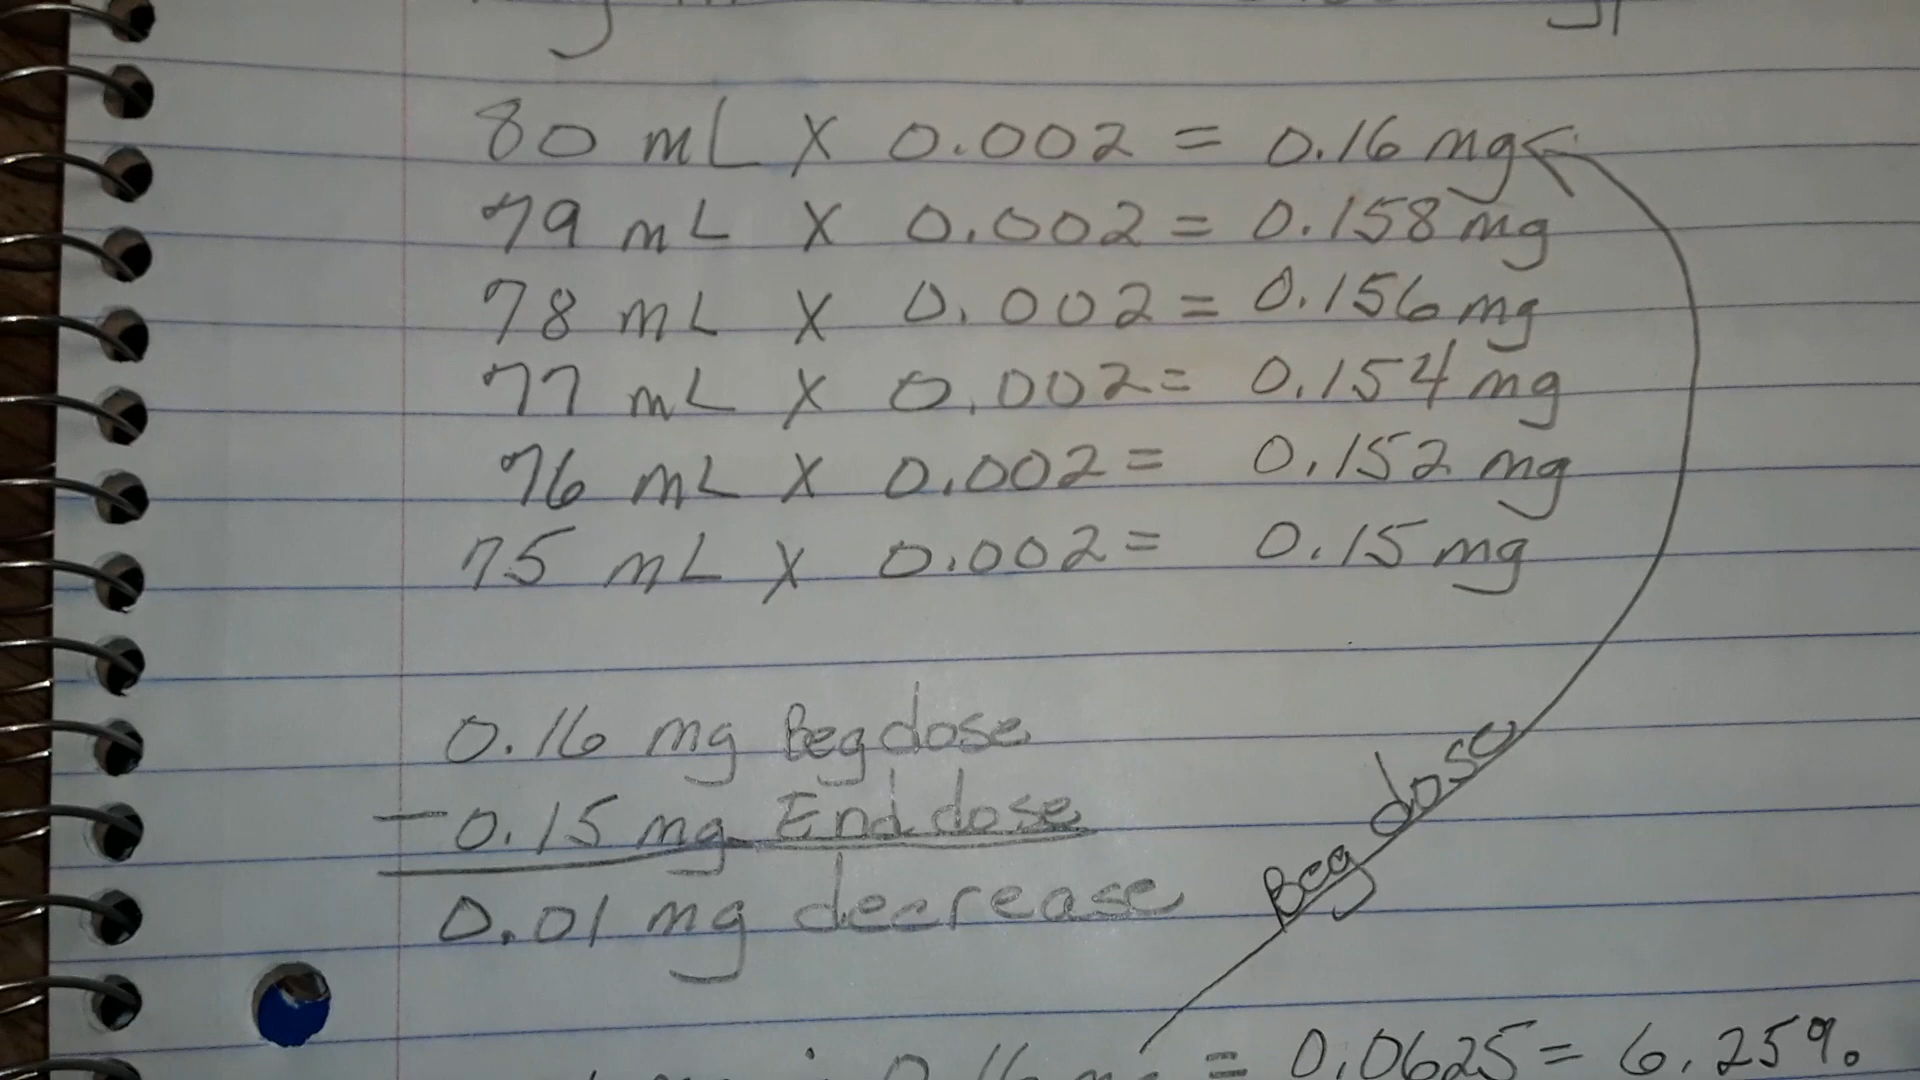 80 mL X 0.002 = 0.16 mg
79 mL X 0.002 = 0.158 mg
78 mL X 0.002 = 0.156 mg
77 mL X 0.002 = 0.154 mg
76 mL X 0.002 = 0.152 mg
75 mL X 0.002 = 0.15 mg
0.16 mg Beg dose
- 0.15 mg End dose
0.01 mg decrease
Beg dose
= 0.0625 = 6.25%